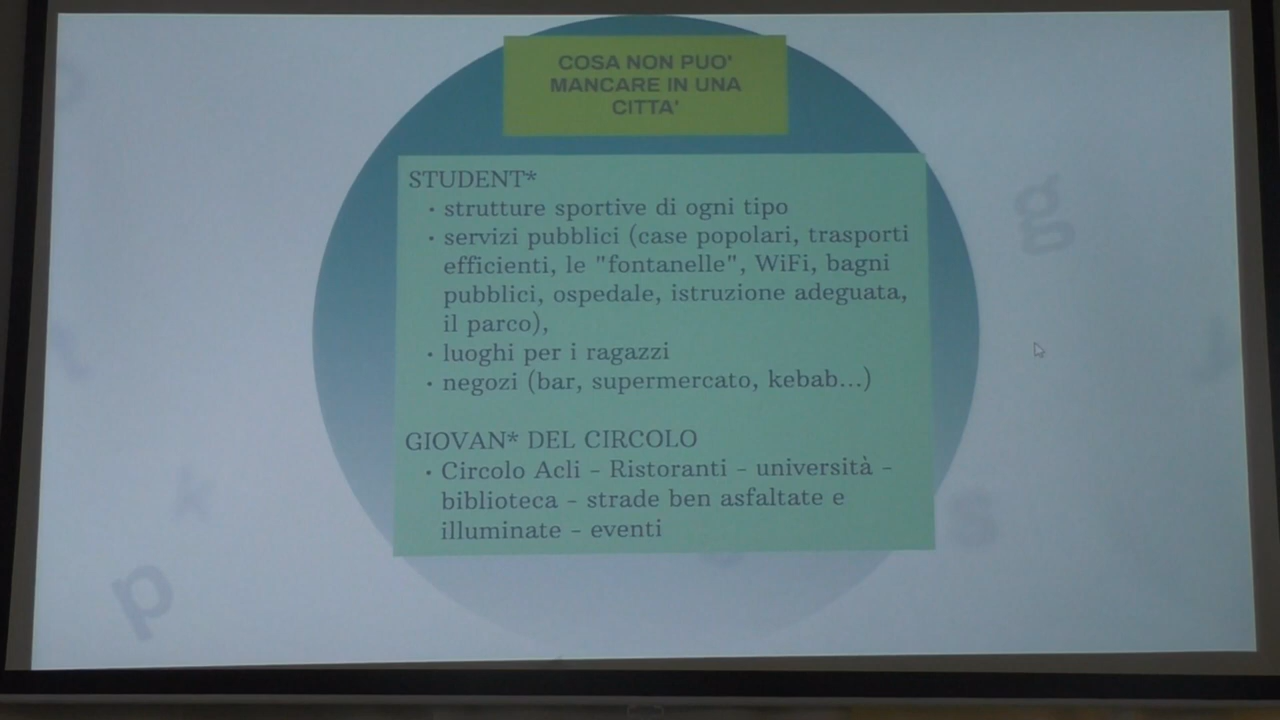 COSA NON PUO'
MANCARE IN UNA
CITTA'
STUDENT*
· strutture sportive di ogni tipo
· servizi pubblici (case popolari, trasporti
efficienti, le "fontanelle", WiFi, bagni
pubblici, ospedale, istruzione adeguata,
il parco),
· luoghi per i ragazzi
· negozi (bar, supermercato, kebab...)
GIOVAN* DEL CIRCOLO
· Circolo Acli - Ristoranti - università -
biblioteca - strade ben asfaltate e
illuminate - eventi
g
k
s
p